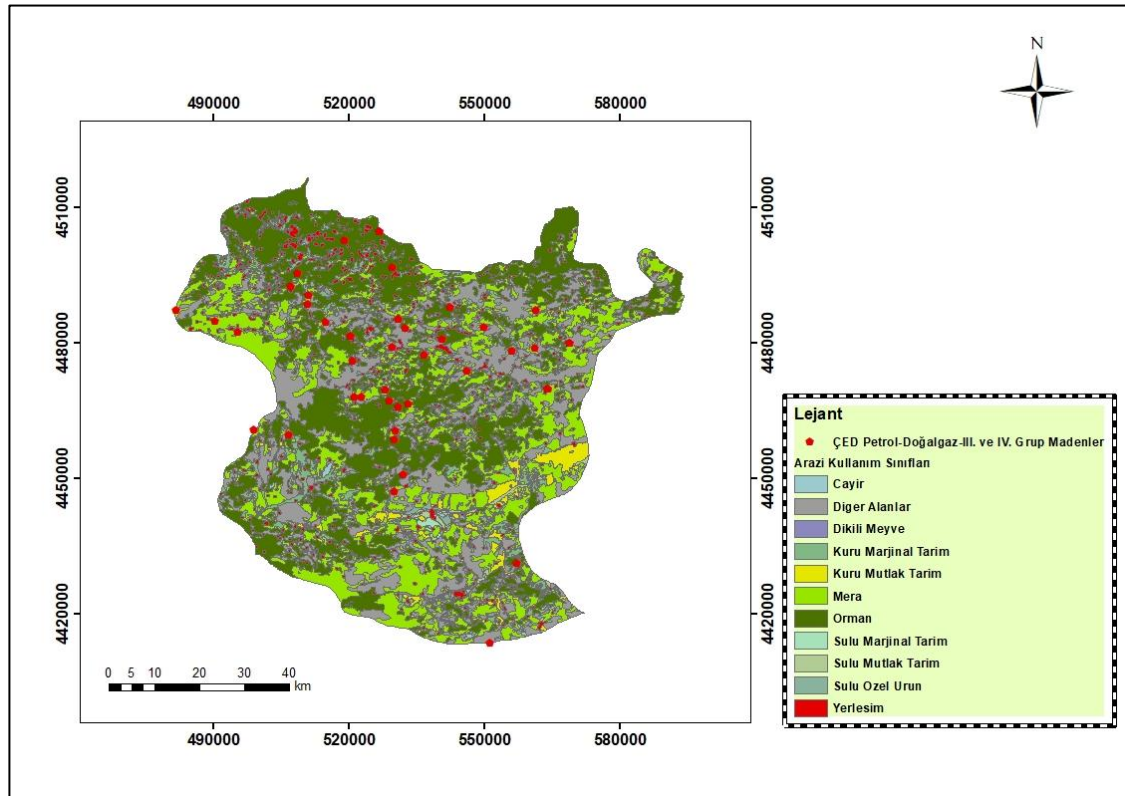 N
490000 520000 550000 580000
4510000 4510000
4480000 4480000
4450000 4450000
4420000 4420000
0 5 10 20 30 40
km
490000 520000 550000 580000
Lejant
ÇED Petrol-Doğalgaz-III. ve IV. Grup Madenler
Arazi Kullanım Sınıfları
Cayir
Diger Alanlar
Dikili Meyve
Kuru Marjinal Tarim
Kuru Mutlak Tarim
Mera
Orman
Sulu Marjinal Tarim
Sulu Mutlak Tarim
Sulu Ozel Urun
Yerlesim